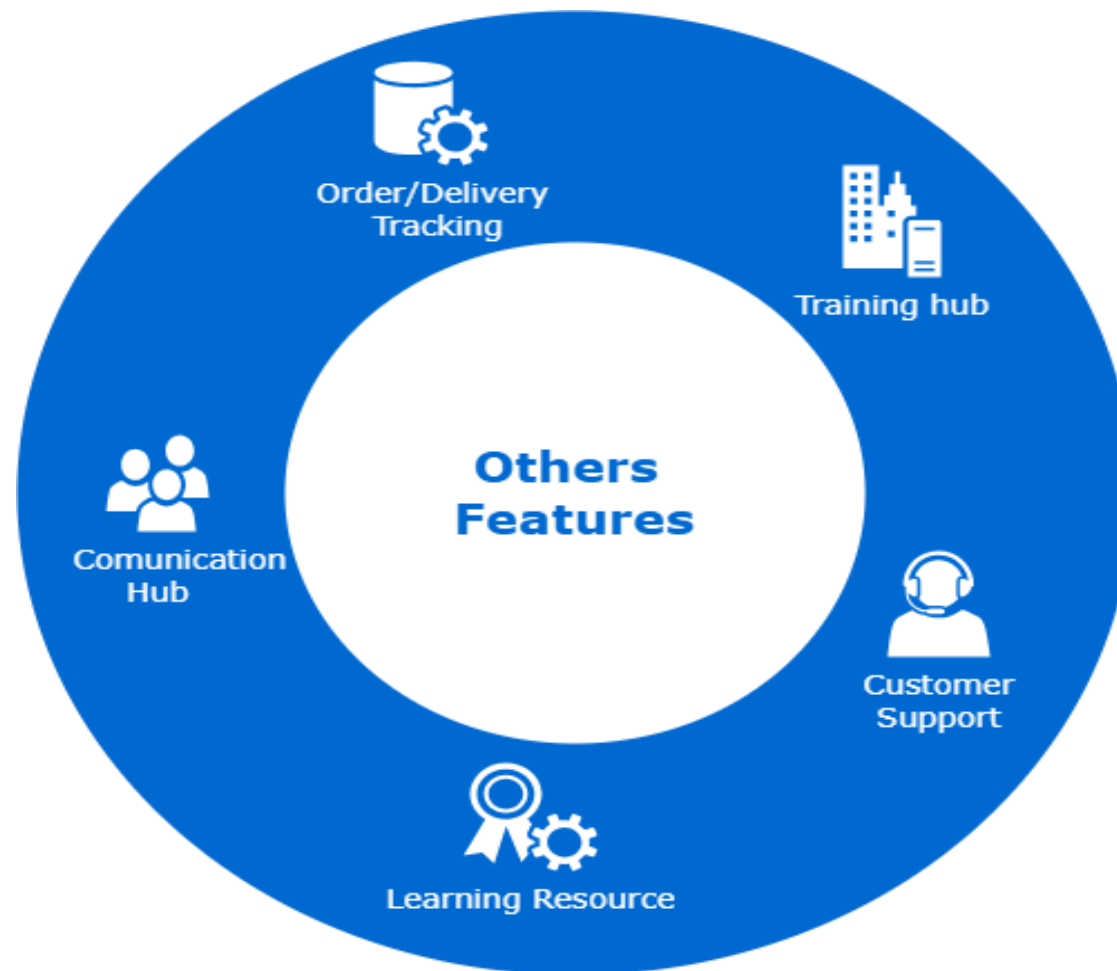 Order/Delivery
Tracking
Training hub
Others
Features
Comunication
Hub
Customer
Support
Learning Resource